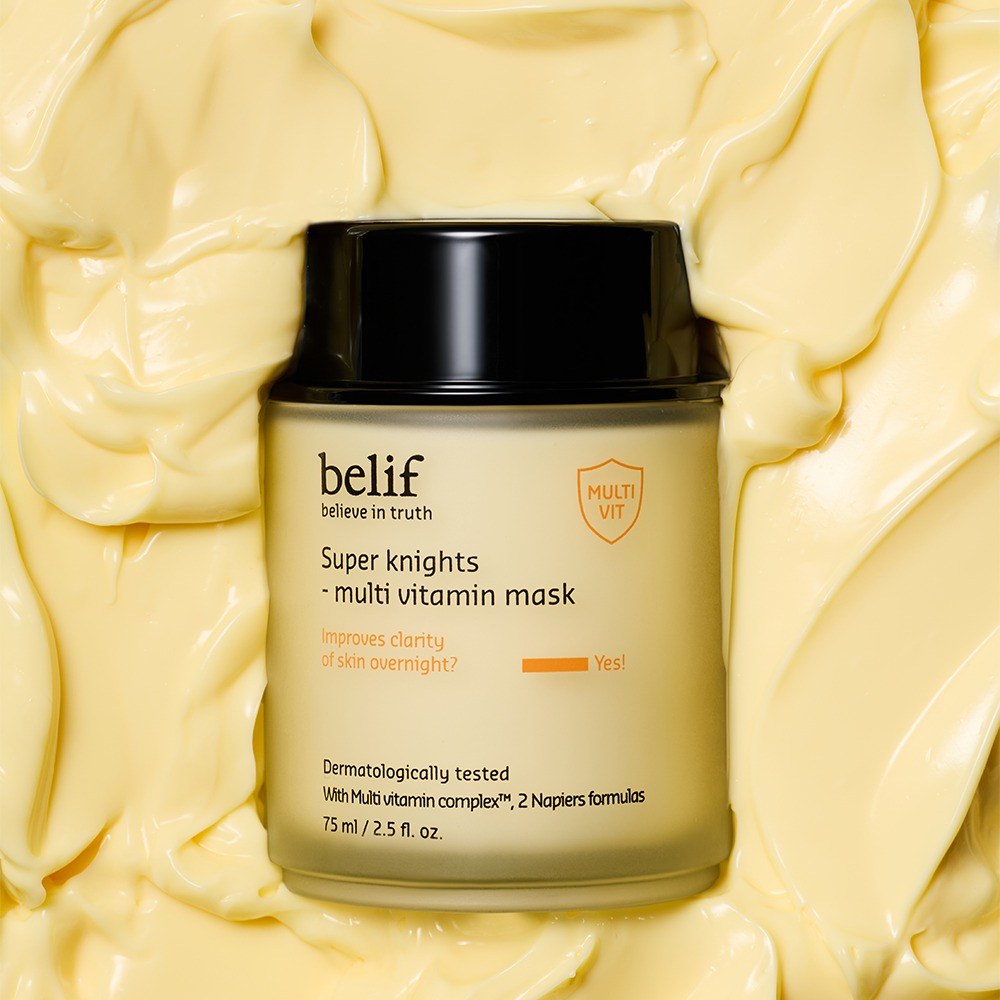 belif
believe in truth
MULTI
VIT
Super knights
- multi vitamin mask
Improves clarity
of skin overnight?
Yes!
Dermatologically tested
With Multi vitamin complex™, 2 Napiers formulas
75 ml / 2.5 fl. oz.